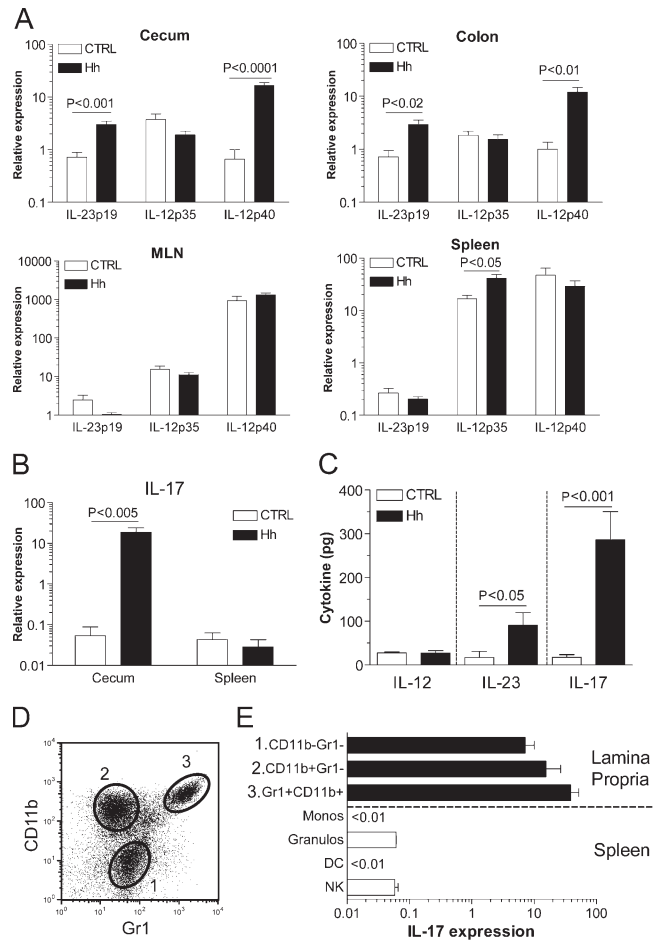 A
Cecum
Relative expression
100
10
1
0.1
CTRL
Hh
P<0.001
P<0.0001
IL-23p19 IL-12p35 IL-12p40
Colon
Relative expression
100
10
1
0.1
CTRL
Hh
P<0.02
P<0.01
IL-23p19 IL-12p35 IL-12p40
MLN
Relative expression
10000
1000
100
10
1
CTRL
Hh
IL-23p19 IL-12p35 IL-12p40
Spleen
Relative expression
100
10
1
0.1
CTRL
Hh
P<0.05
IL-23p19 IL-12p35 IL-12p40
B
IL-17
Relative expression
100
10
1
0.1
0.01
P<0.005
CTRL
Hh
Cecum Spleen
C
Cytokine (pg)
400
300
200
100
0
CTRL
Hh
P<0.05
P<0.001
IL-12 IL-23 IL-17
D
CD11b
10⁴
10³
10²
10¹
10⁰
2
3
1
10⁰ 10¹ 10² 10³ 10⁴
Gr1
E
1.CD11b-Gr1-
2.CD11b+Gr1-
3.Gr1+CD11b+
Lamina
Propria
Monos <0.01
Granulos
DC <0.01
NK
Spleen
0.01 0.1 1 10 100
IL-17 expression